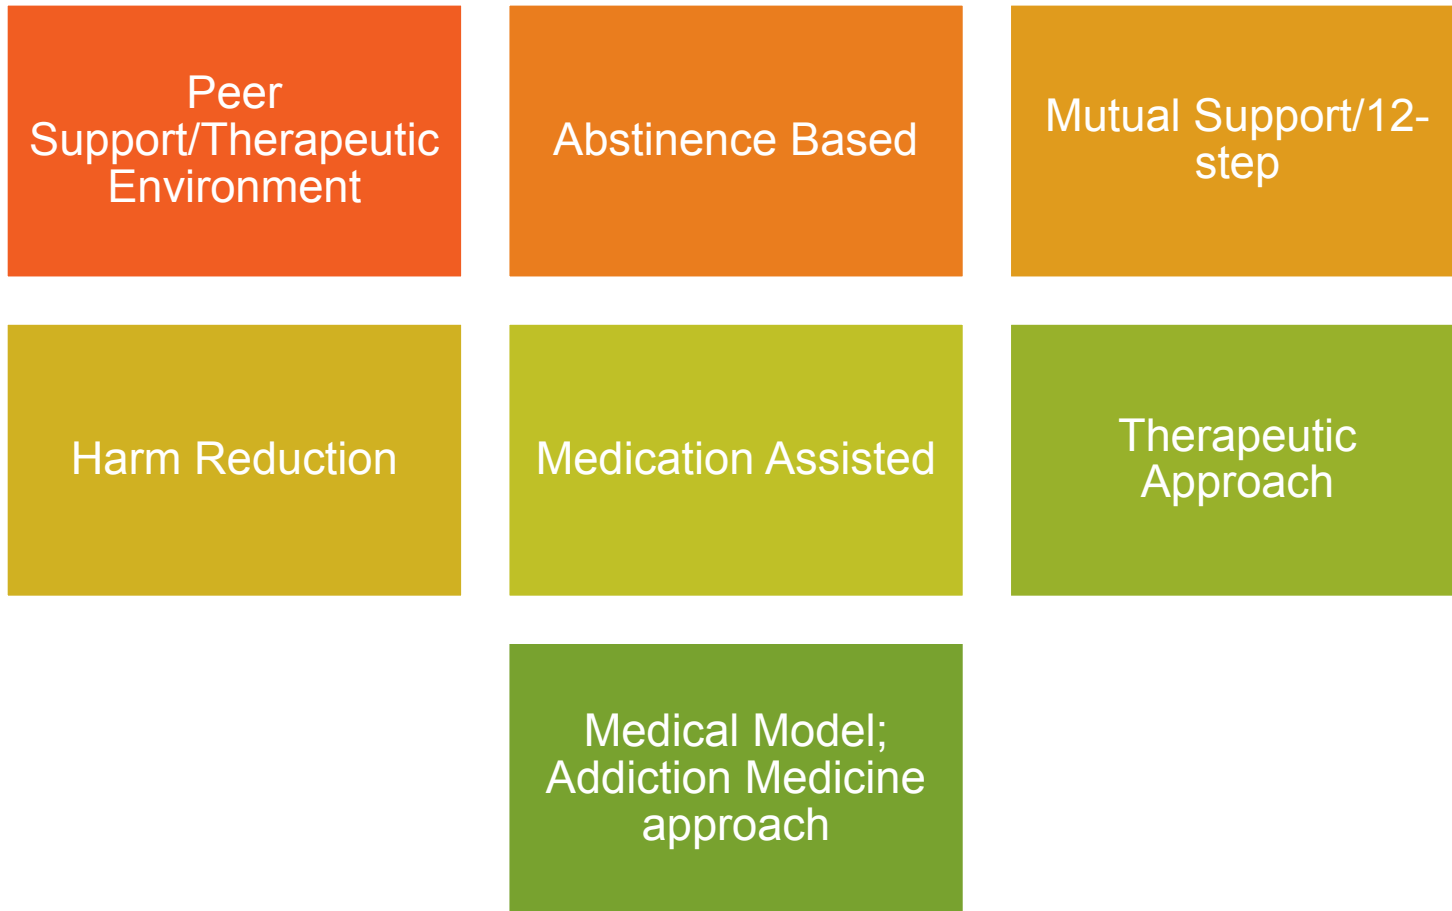 Peer
Support/Therapeutic
Environment
Abstinence Based
Mutual Support/12-
step
Harm Reduction
Medication Assisted
Therapeutic
Approach
Medical Model;
Addiction Medicine
approach